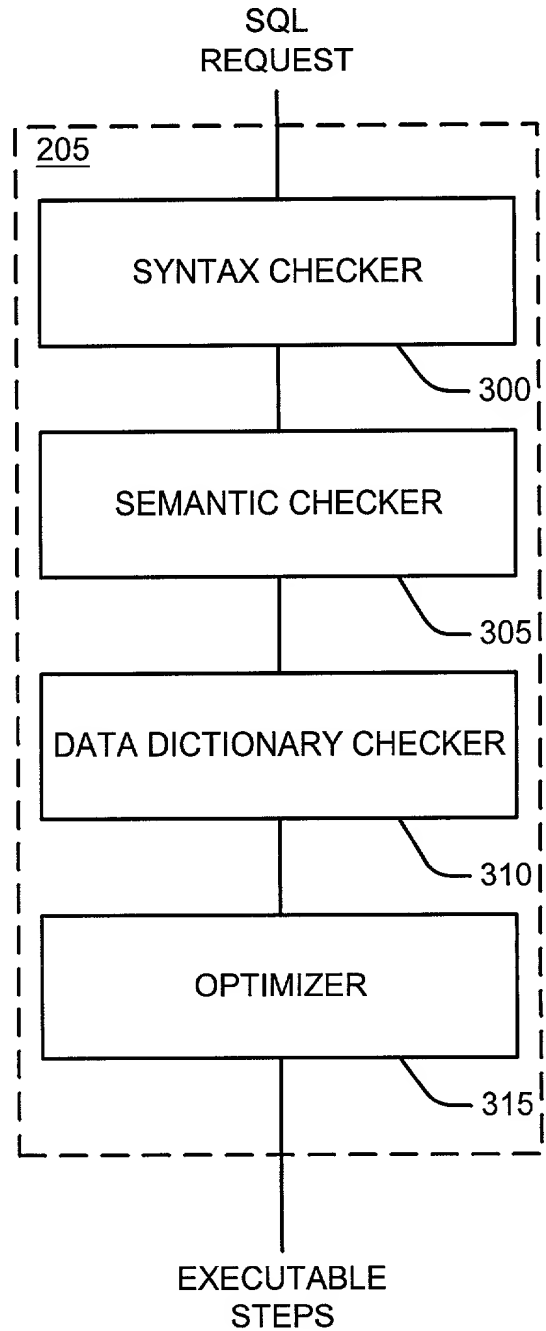 SQL
REQUEST
205
SYNTAX CHECKER
300
SEMANTIC CHECKER
305
DATA DICTIONARY CHECKER
310
OPTIMIZER
315
EXECUTABLE
STEPS